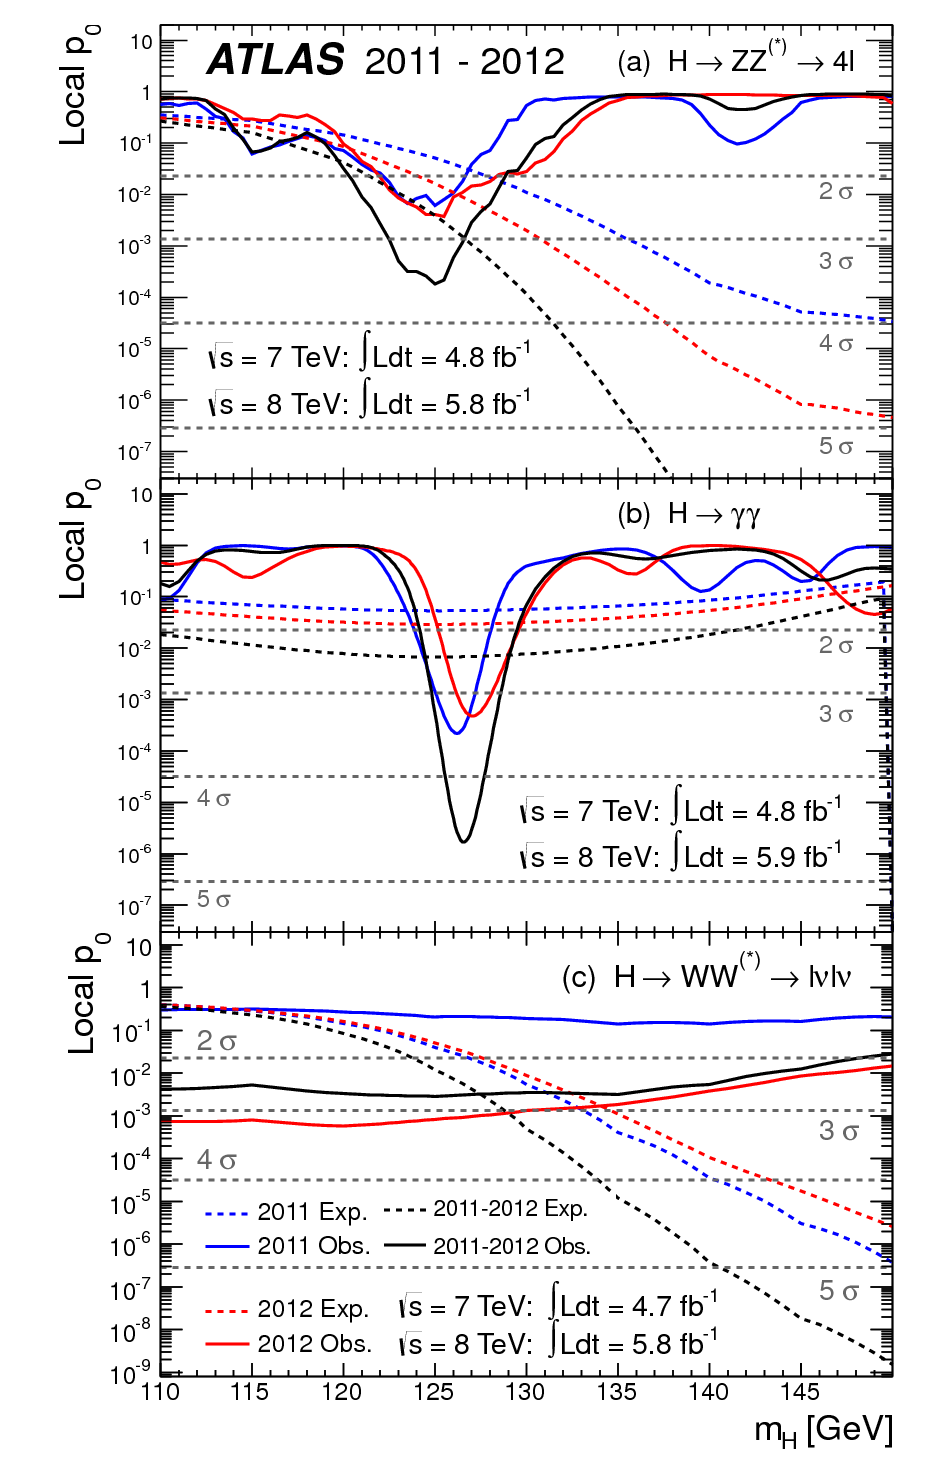 ATLAS 2011 - 2012 (a) H → ZZ(*) → 4l
Local p0
10
1
10-1
10-2
10-3
10-4
10-5
10-6
10-7
2 σ
3 σ
4 σ
5 σ
√s = 7 TeV: ∫Ldt = 4.8 fb-1
√s = 8 TeV: ∫Ldt = 5.8 fb-1
(b) H → γγ
Local p0
10
1
10-1
10-2
10-3
10-4
10-5
10-6
10-7
2 σ
3 σ
4 σ
5 σ
√s = 7 TeV: ∫Ldt = 4.8 fb-1
√s = 8 TeV: ∫Ldt = 5.9 fb-1
(c) H → WW(*) → lνlν
Local p0
10
1
10-1
10-2
10-3
10-4
10-5
10-6
10-7
10-8
10-9
2 σ
3 σ
4 σ
5 σ
2011 Exp.
2011 Obs.
2011-2012 Exp.
2011-2012 Obs.
2012 Exp.
2012 Obs.
√s = 7 TeV: ∫Ldt = 4.7 fb-1
√s = 8 TeV: ∫Ldt = 5.8 fb-1
110 115 120 125 130 135 140 145
mH [GeV]